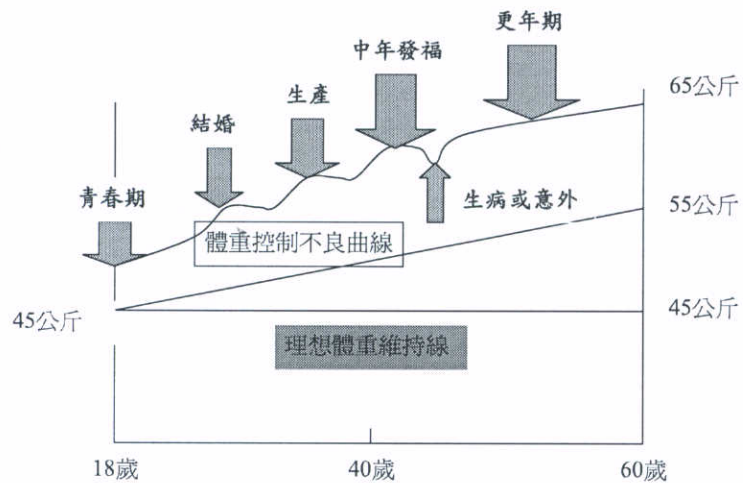 更年期
中年發福
65公斤
生產
結婚
青春期
生病或意外
55公斤
體重控制不良曲線
45公斤
45公斤
理想體重維持線
18歲
40歲
60歲